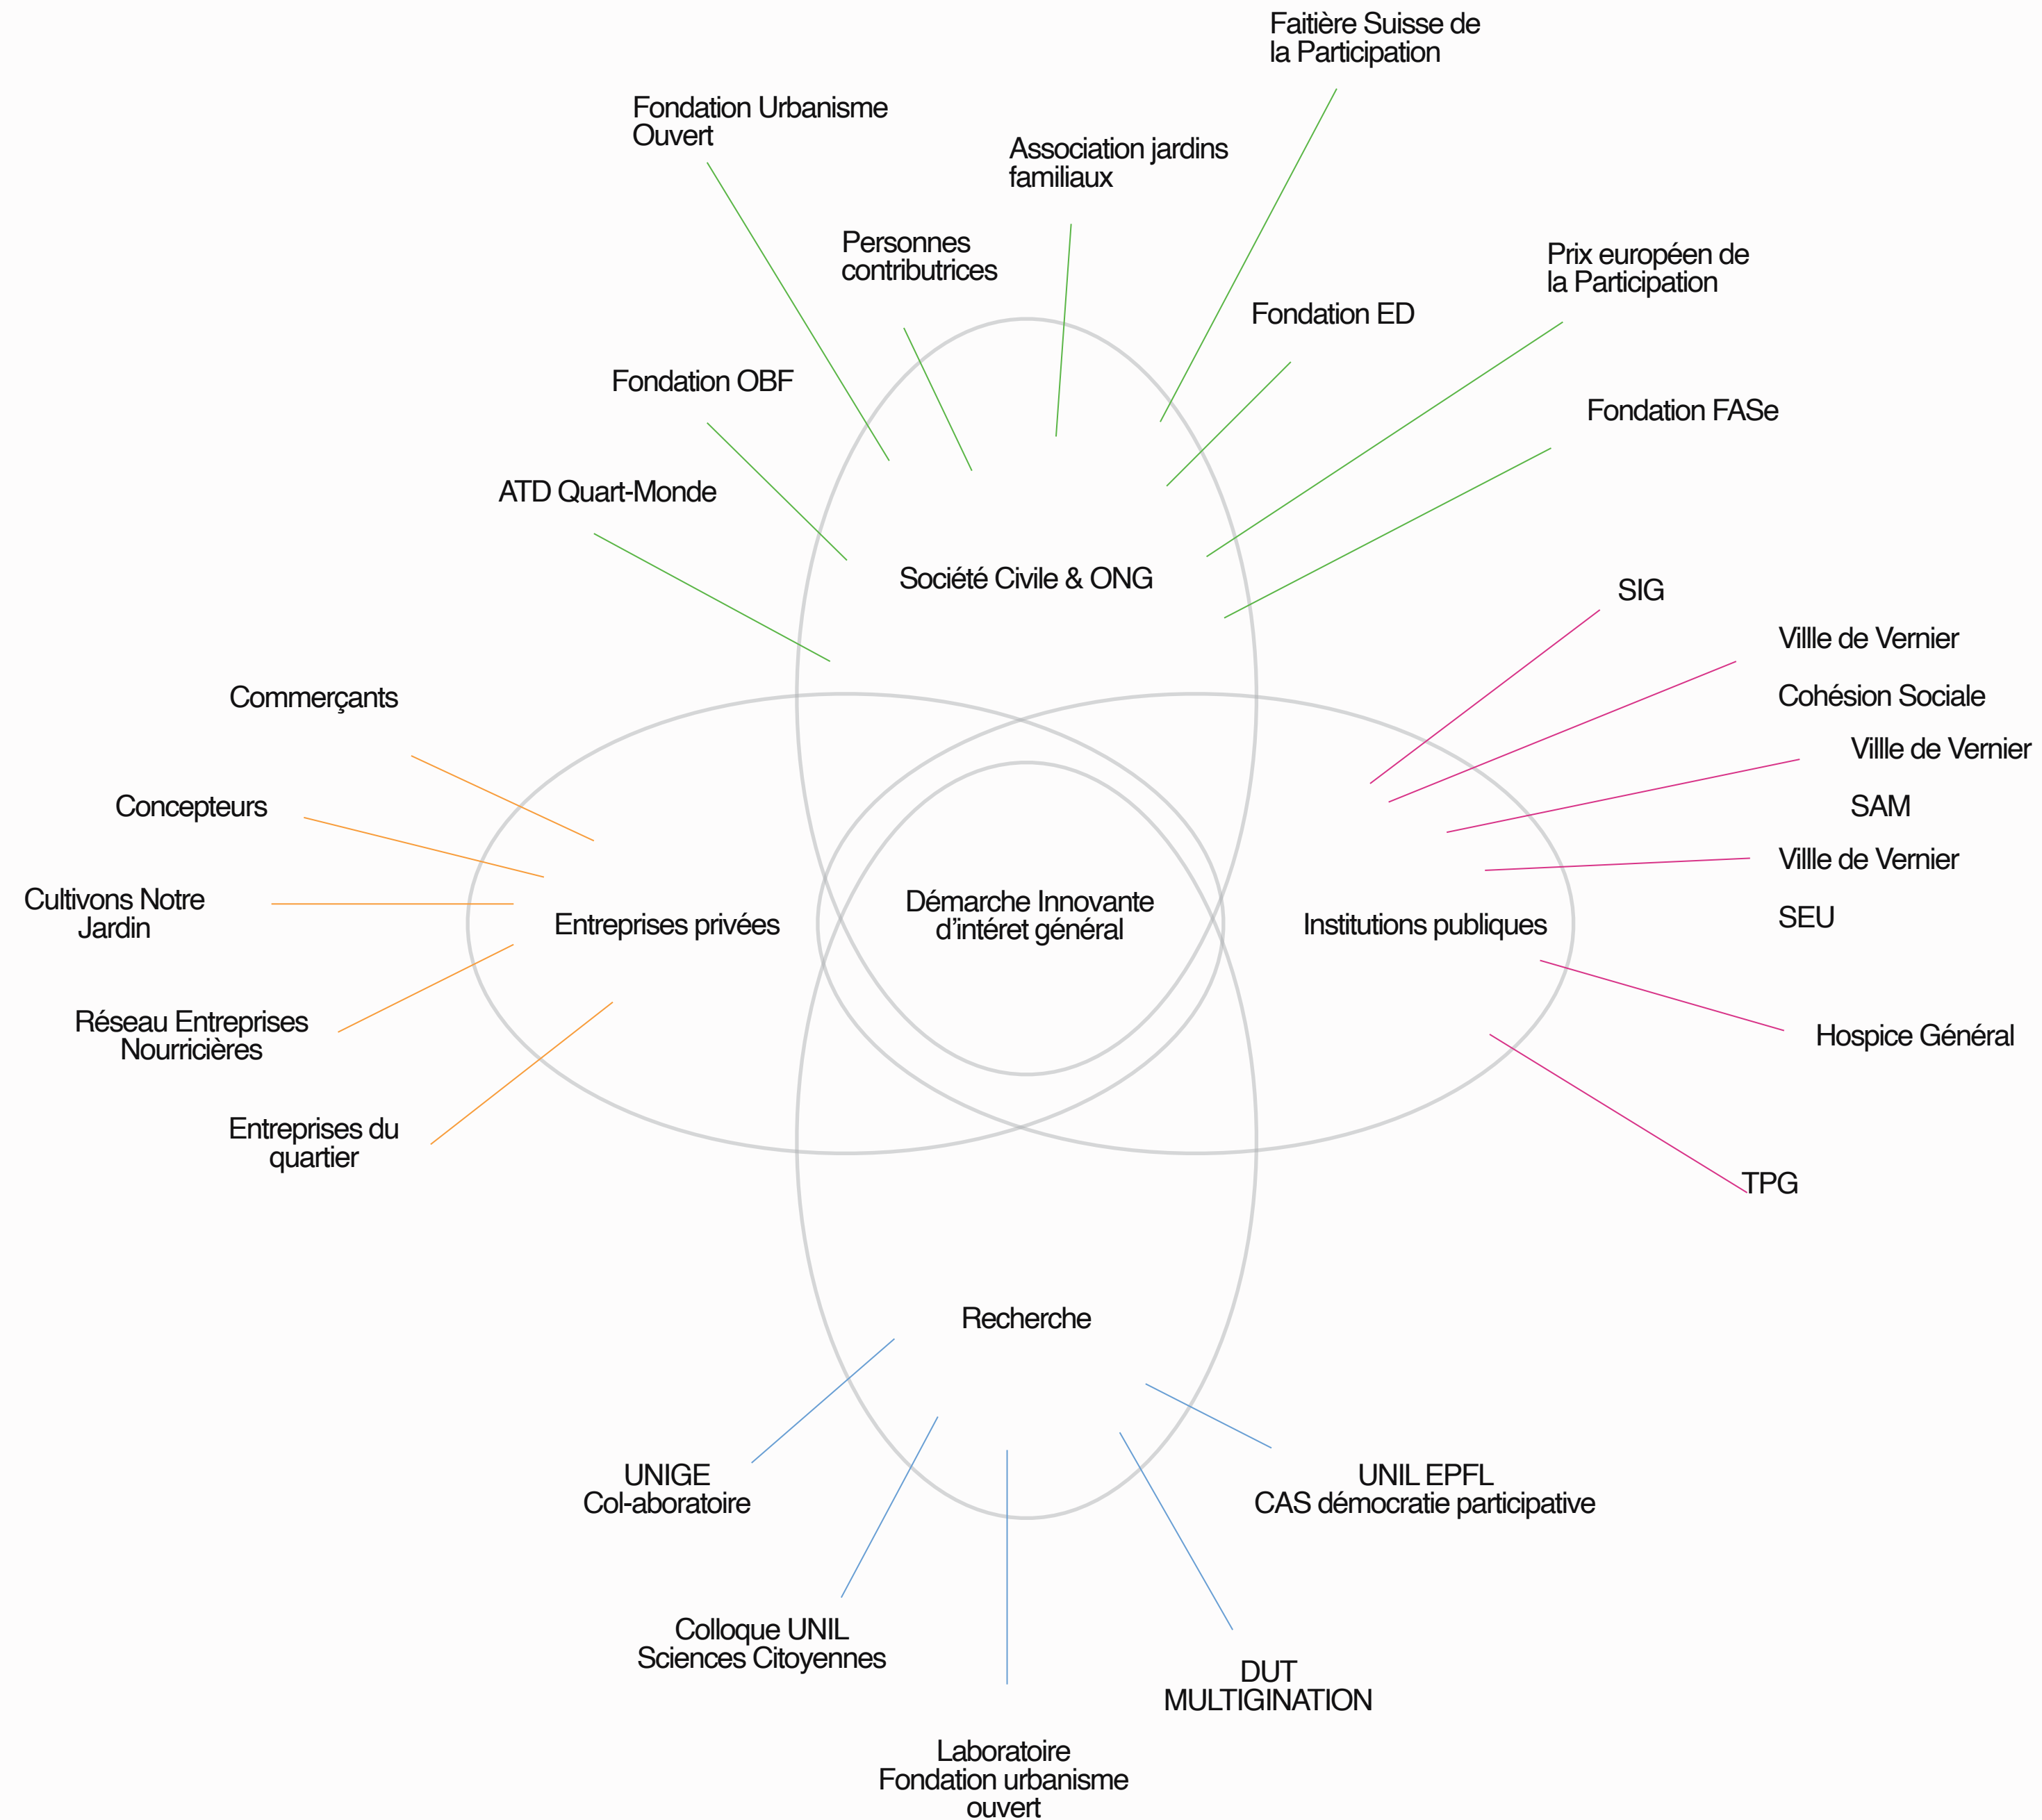 Faitière Suisse de
la Participation
Fondation Urbanisme
Ouvert
Association jardins
familiaux
Personnes
contributrices
Prix européen de
la Participation
Fondation ED
Fondation OBF
Fondation FASe
ATD Quart-Monde
Société Civile & ONG
SIG
Villle de Vernier
Cohésion Sociale
Villle de Vernier
SAM
Villle de Vernier
SEU
Commerçants
Concepteurs
Cultivons Notre
Jardin
Entreprises privées
Démarche Innovante
d'intéret général
Institutions publiques
Réseau Entreprises
Nourricières
Hospice Général
Entreprises du
quartier
TPG
Recherche
UNIGE
Col-aboratoire
UNIL EPFL
CAS démocratie participative
Colloque UNIL
Sciences Citoyennes
DUT
MULTIGINATION
Laboratoire
Fondation urbanisme
ouvert